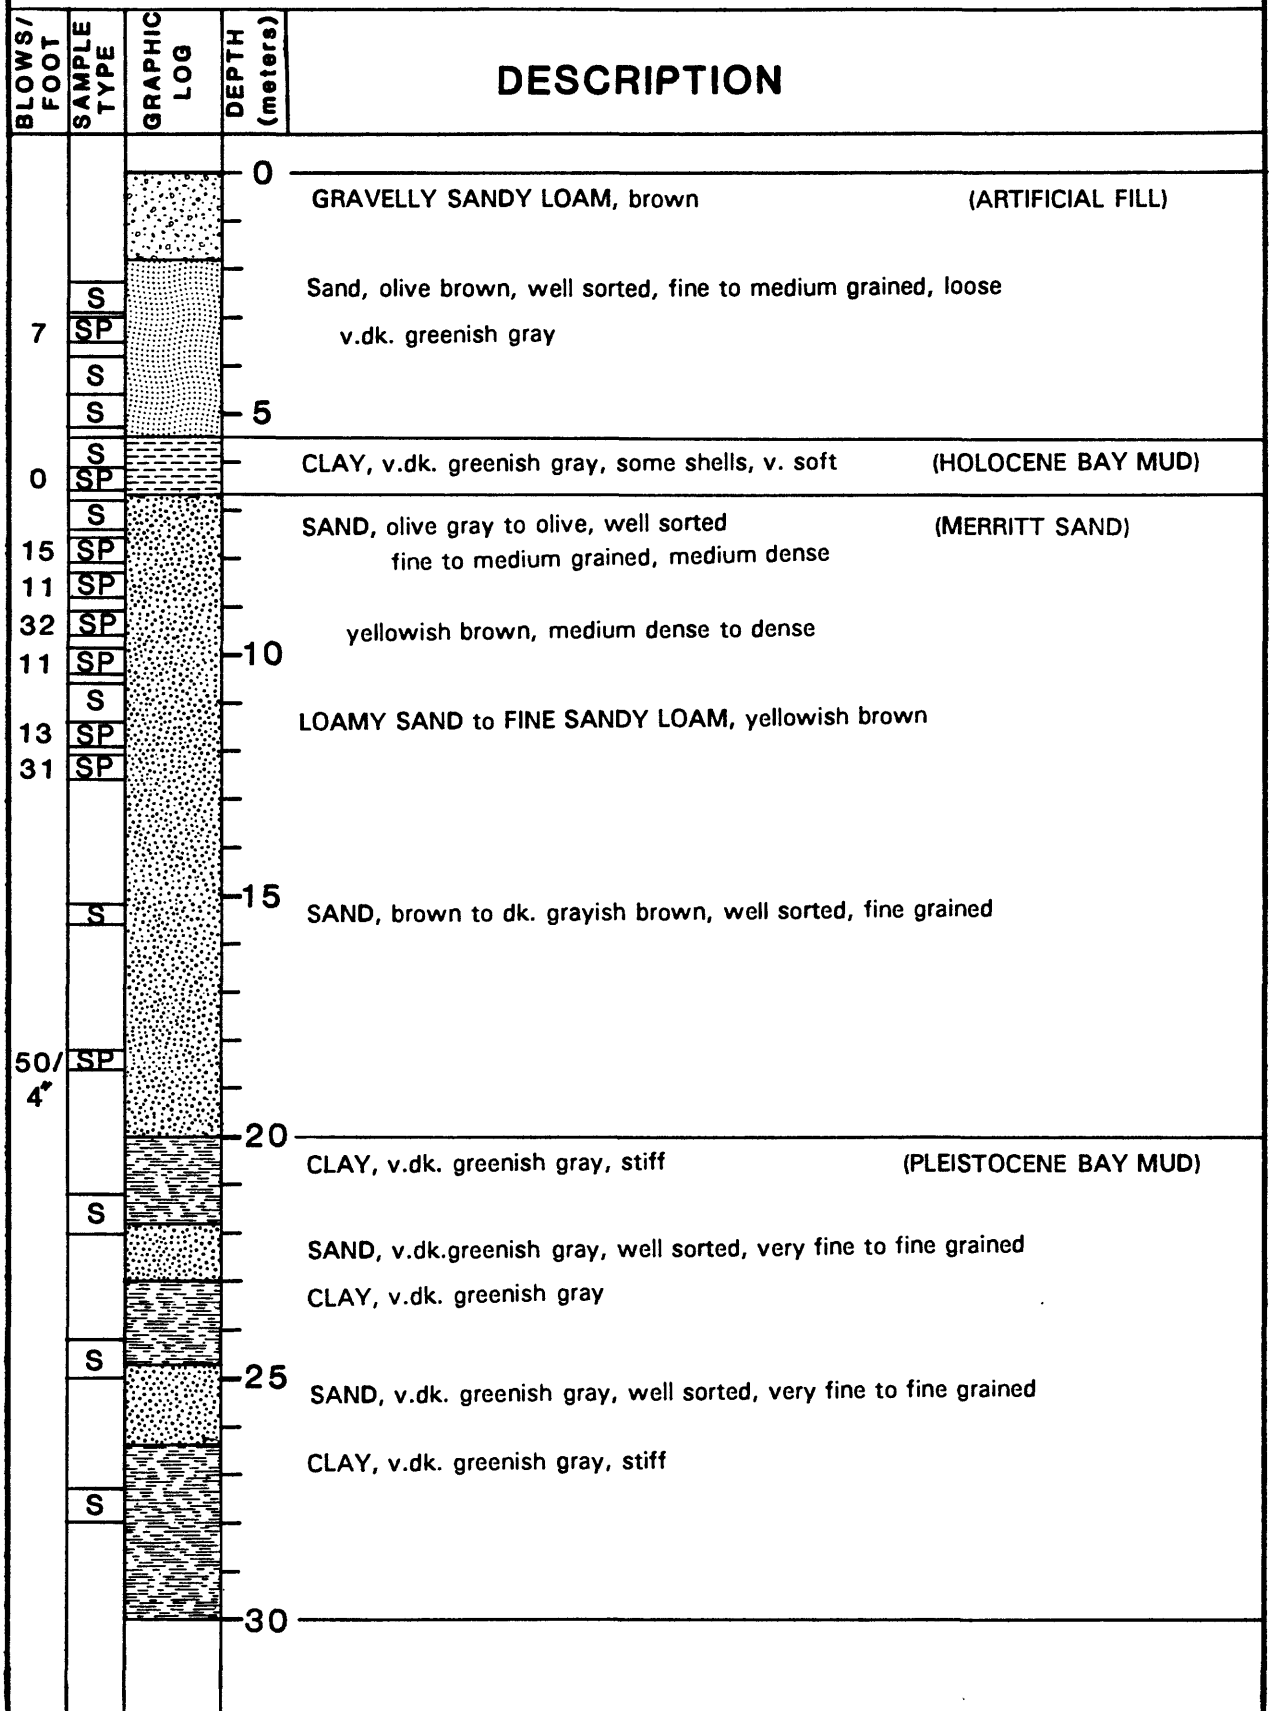 BLOWS/ FOOT
SAMPLE TYPE
GRAPHIC LOG
DEPTH (meters)
DESCRIPTION
0
GRAVELLY SANDY LOAM, brown (ARTIFICIAL FILL)
S Sand, olive brown, well sorted, fine to medium grained, loose
7 SP v.dk. greenish gray
S
S 5
S CLAY, v.dk. greenish gray, some shells, v. soft (HOLOCENE BAY MUD)
0 SP
S SAND, olive gray to olive, well sorted (MERRITT SAND)
15 SP fine to medium grained, medium dense
11 SP
32 SP yellowish brown, medium dense to dense
11 SP 10
S LOAMY SAND to FINE SANDY LOAM, yellowish brown
13 SP
31 SP
15
S SAND, brown to dk. grayish brown, well sorted, fine grained
50/ SP
4"
20
CLAY, v.dk. greenish gray, stiff (PLEISTOCENE BAY MUD)
S
SAND, v.dk.greenish gray, well sorted, very fine to fine grained
CLAY, v.dk. greenish gray
S
25
SAND, v.dk. greenish gray, well sorted, very fine to fine grained
CLAY, v.dk. greenish gray, stiff
S
30